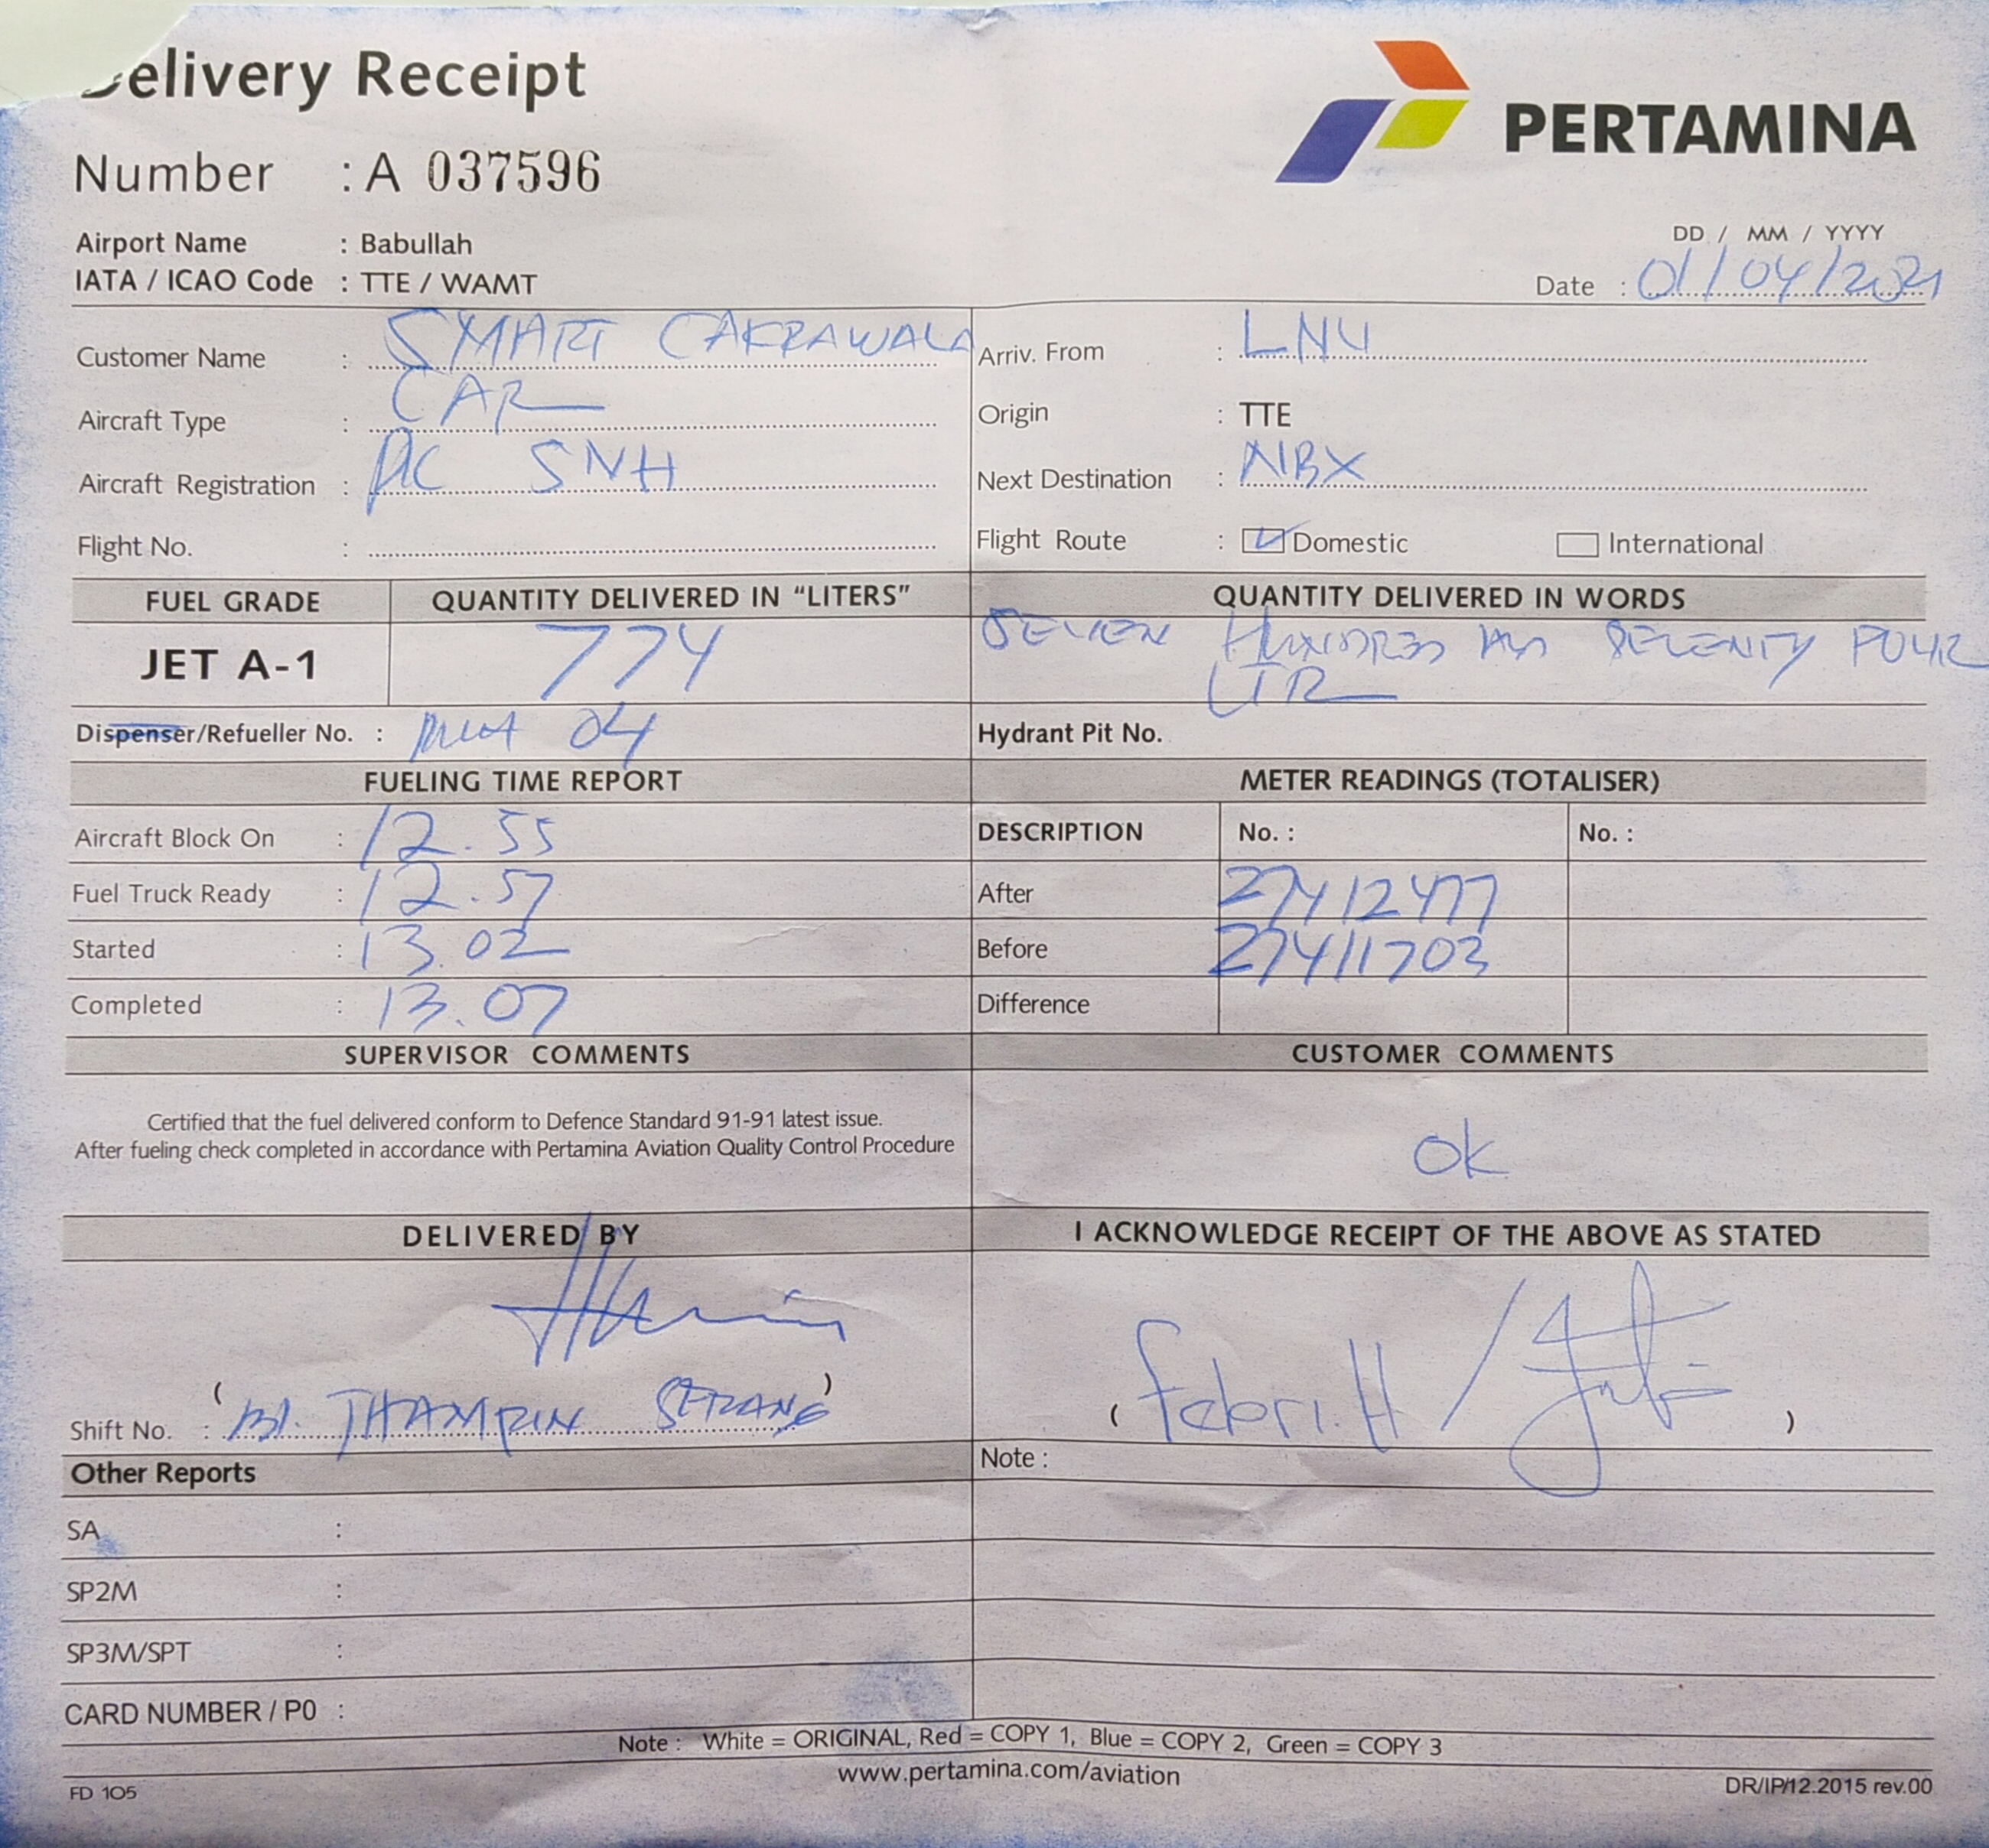 Delivery Receipt
PERTAMINA
Number : A 037596
Airport Name : Babullah
IATA / ICAO Code : TTE / WAMT
DD / MM / YYYY
Date : 01/04/2021
Customer Name : SMART CAKRAWALA
Arriv. From : LNU
Aircraft Type : CAR
Origin : TTE
Aircraft Registration : PK SNH
Next Destination : NBX
Flight No. :
Flight Route : Domestic International
FUEL GRADE QUANTITY DELIVERED IN “LITERS” QUANTITY DELIVERED IN WORDS
JET A-1 774 SEVEN HUNDRED SEVENTY FOUR
LTR
Dispenser/Refueller No. : 04
Hydrant Pit No.
FUELING TIME REPORT METER READINGS (TOTALISER)
Aircraft Block On : 12.55
DESCRIPTION No. : No. :
Fuel Truck Ready : 12.57
After 27412477
Started : 13.02
Before 27411703
Completed : 13.07
Difference
SUPERVISOR COMMENTS CUSTOMER COMMENTS
Certified that the fuel delivered conform to Defence Standard 91-91 latest issue.
After fueling check completed in accordance with Pertamina Aviation Quality Control Procedure
OK
DELIVERED BY I ACKNOWLEDGE RECEIPT OF THE ABOVE AS STATED
Shift No. : ( THAMRIN )
( Febri.H / )
Other Reports
Note :
SA :
SP2M :
SP3M/SPT :
CARD NUMBER / P0 :
Note : White = ORIGINAL, Red = COPY 1, Blue = COPY 2, Green = COPY 3
www.pertamina.com/aviation
FD 105
DR/IP/12.2015 rev.00